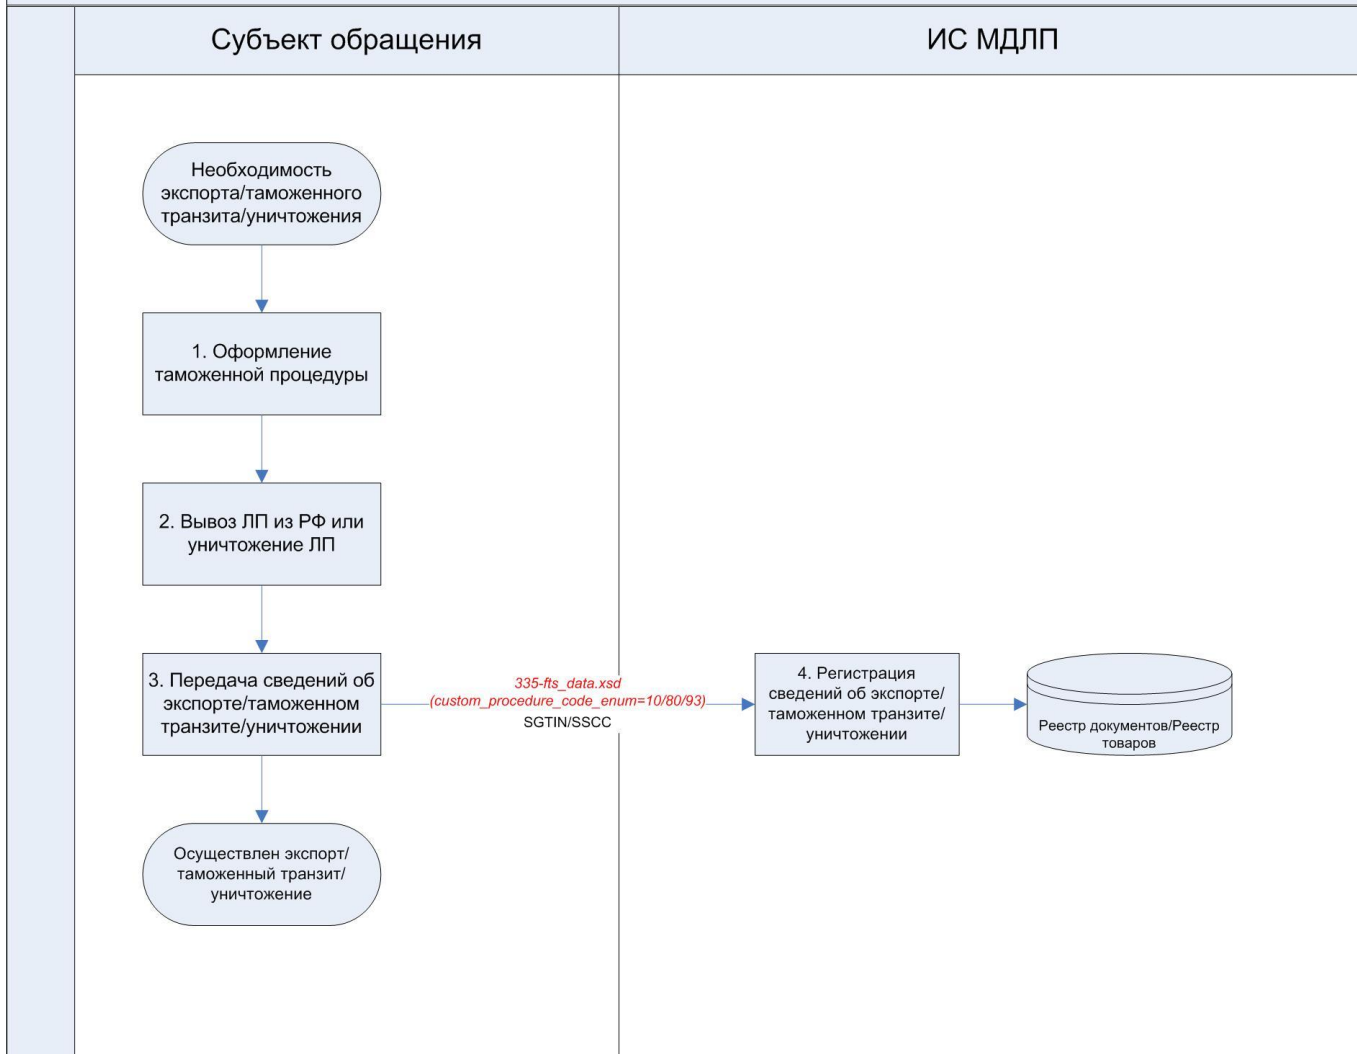 Субъект обращения
ИС МДЛП
Необходимость
экспорта/таможенного
транзита/уничтожения
1. Оформление
таможенной процедуры
2. Вывоз ЛП из РФ или
уничтожение ЛП
3. Передача сведений об
экспорте/таможенном
транзите/уничтожении
335-fts_data.xsd
(custom_procedure_code_enum=10/80/93)
SGTIN/SSCC
4. Регистрация
сведений об экспорте/
таможенном транзите/
уничтожении
Реестр документов/Реестр
товаров
Осуществлен экспорт/
таможенный транзит/
уничтожение